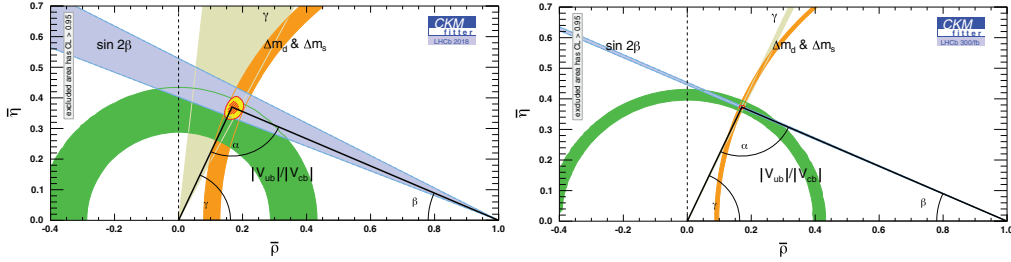 0.7
0.6
0.5
0.4
0.3
0.2
0.1
0.0
-0.4 -0.2 0.0 0.2 0.4 0.6 0.8 1.0
η̄
ρ̄
excluded area has CL > 0.95
sin 2β
γ
Δm_d & Δm_s
CKM
fitter
LHCb 2018
α
|V_ub|/|V_cb|
γ
β
0.7
0.6
0.5
0.4
0.3
0.2
0.1
0.0
-0.4 -0.2 0.0 0.2 0.4 0.6 0.8 1.0
η̄
ρ̄
excluded area has CL > 0.95
sin 2β
γ
Δm_d & Δm_s
CKM
fitter
LHCb 300/fb
α
|V_ub|/|V_cb|
γ
β